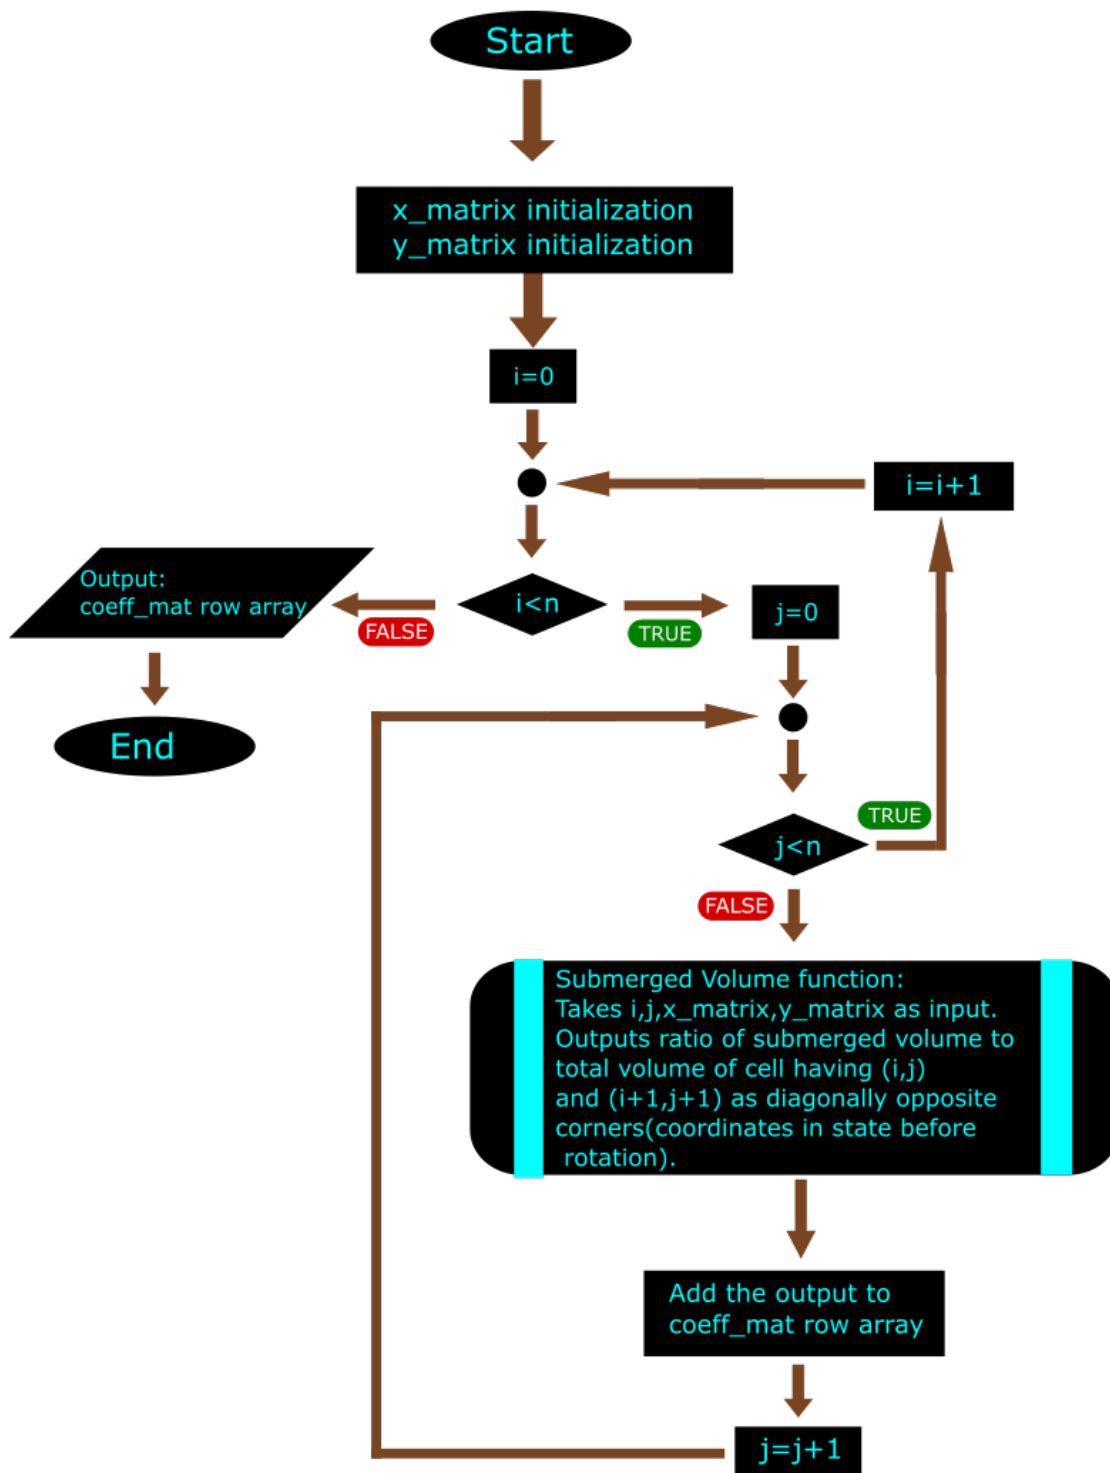 Start
x_matrix initialization
y_matrix initialization
i=0
i=i+1
i<n
FALSE
TRUE
Output:
coeff_mat row array
End
j=0
j<n
TRUE
FALSE
Submerged Volume function:
Takes i,j,x_matrix,y_matrix as input.
Outputs ratio of submerged volume to
total volume of cell having (i,j)
and (i+1,j+1) as diagonally opposite
corners(coordinates in state before
rotation).
Add the output to
coeff_mat row array
j=j+1